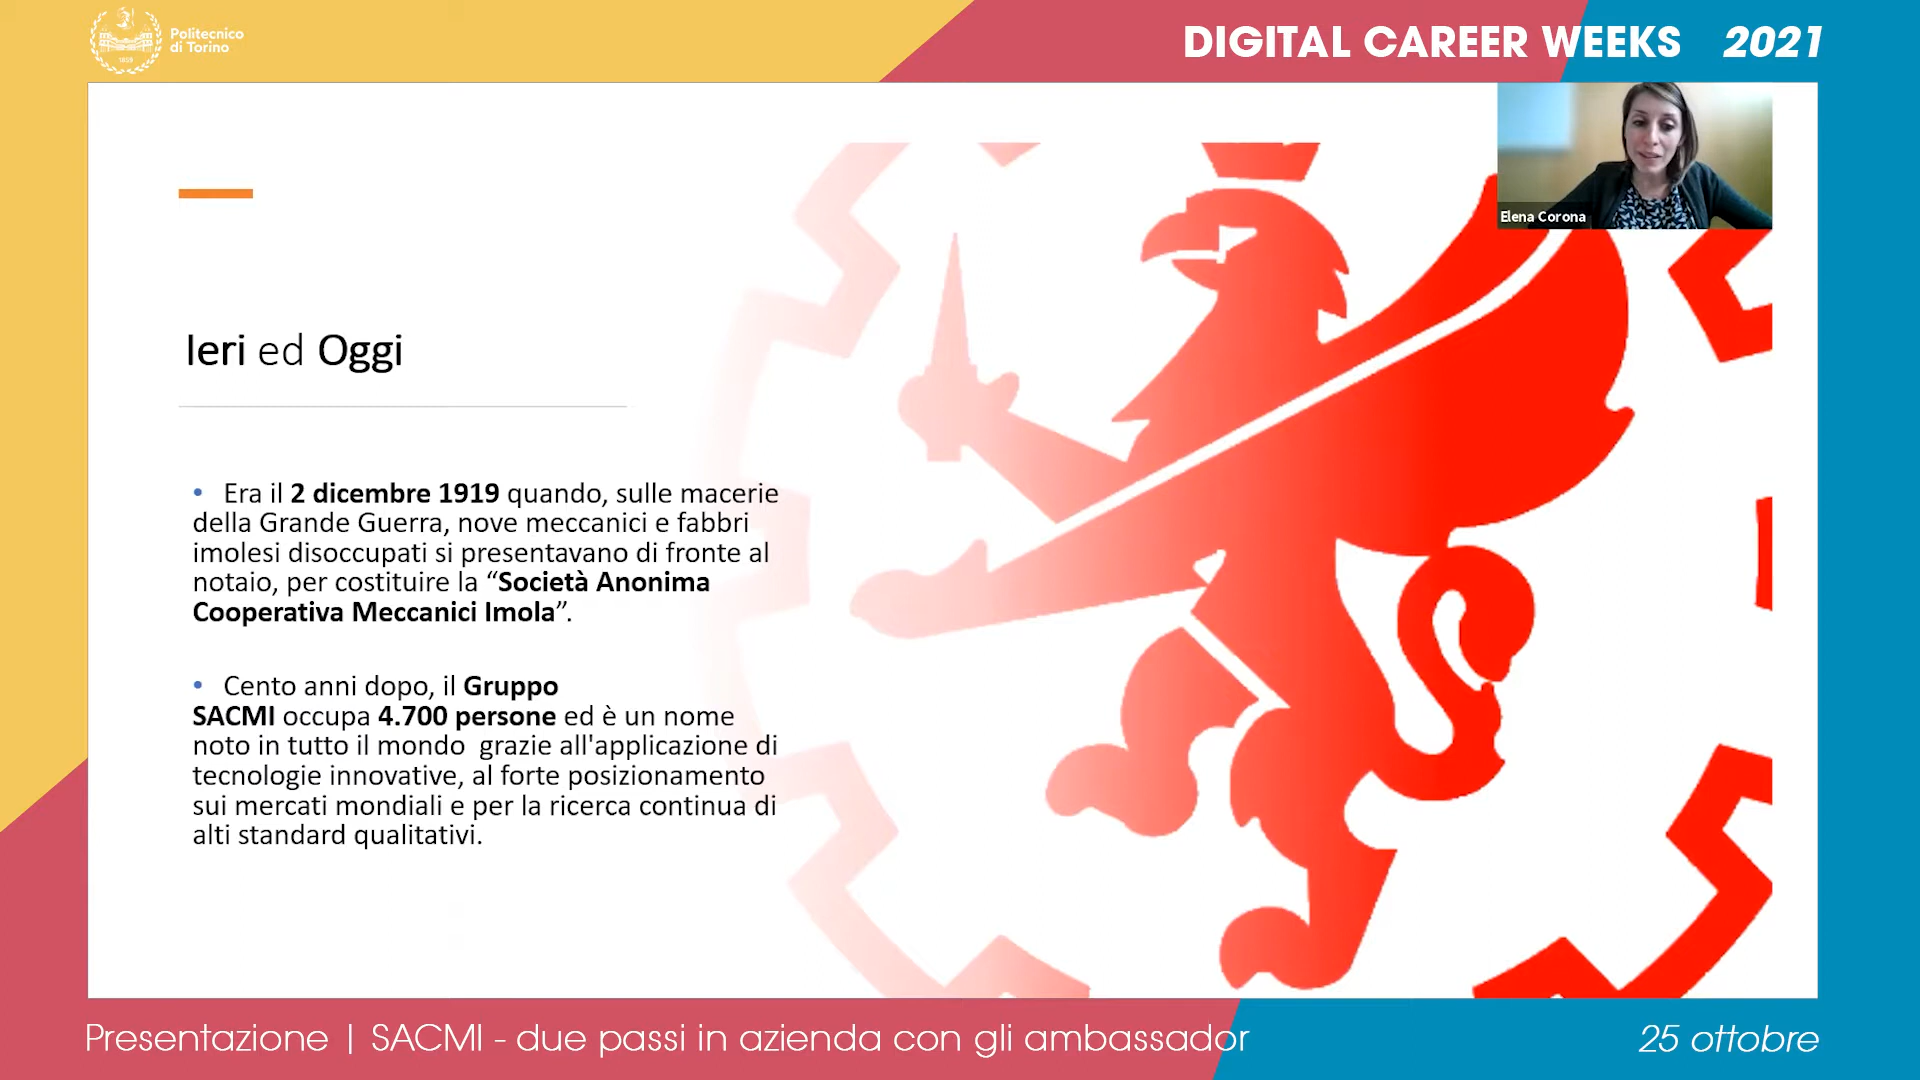 Politecnico
di Torino
1859
DIGITAL CAREER WEEKS 2021
Elena Corona
Ieri ed Oggi
• Era il 2 dicembre 1919 quando, sulle macerie
della Grande Guerra, nove meccanici e fabbri
imolesi disoccupati si presentavano di fronte al
notaio, per costituire la “Società Anonima
Cooperativa Meccanici Imola”.
• Cento anni dopo, il Gruppo
SACMI occupa 4.700 persone ed è un nome
noto in tutto il mondo  grazie all'applicazione di
tecnologie innovative, al forte posizionamento
sui mercati mondiali e per la ricerca continua di
alti standard qualitativi.
Presentazione | SACMI - due passi in azienda con gli ambassador
25 ottobre